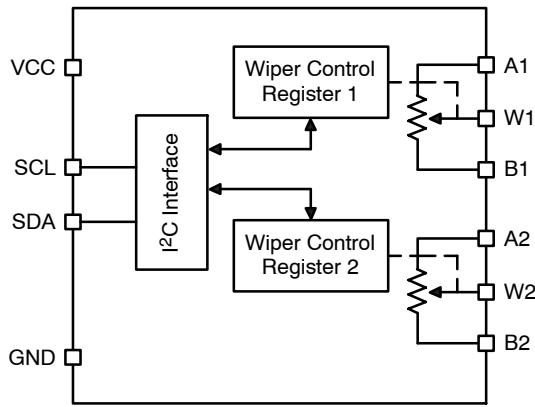 VCC
SCL
SDA
GND
I²C Interface
Wiper Control
Register 1
Wiper Control
Register 2
A1
W1
B1
A2
W2
B2